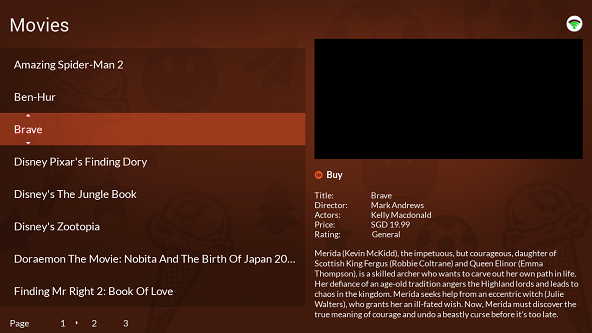 Movies
Amazing Spider-Man 2
Ben-Hur
Brave
Disney Pixar's Finding Dory
Disney's The Jungle Book
Disney's Zootopia
Doraemon The Movie: Nobita And The Birth Of Japan 20...
Finding Mr Right 2: Book Of Love
Page 1 2 3
Buy
Title: Brave
Director: Mark Andrews
Actors: Kelly Macdonald
Price: SGD 19.99
Rating: General
Merida (Kevin McKidd), the impetuous, but courageous, daughter of
Scottish King Fergus (Robbie Coltrane) and Queen Elinor (Emma
Thompson), is a skilled archer who wants to carve out her own path in life.
Her defiance of an age-old tradition angers the Highland lords and leads to
chaos in the kingdom. Merida seeks help from an eccentric witch (Julie
Walters), who grants her an ill-fated wish. Now, Merida must discover the
true meaning of courage and undo a beastly curse before it's too late.